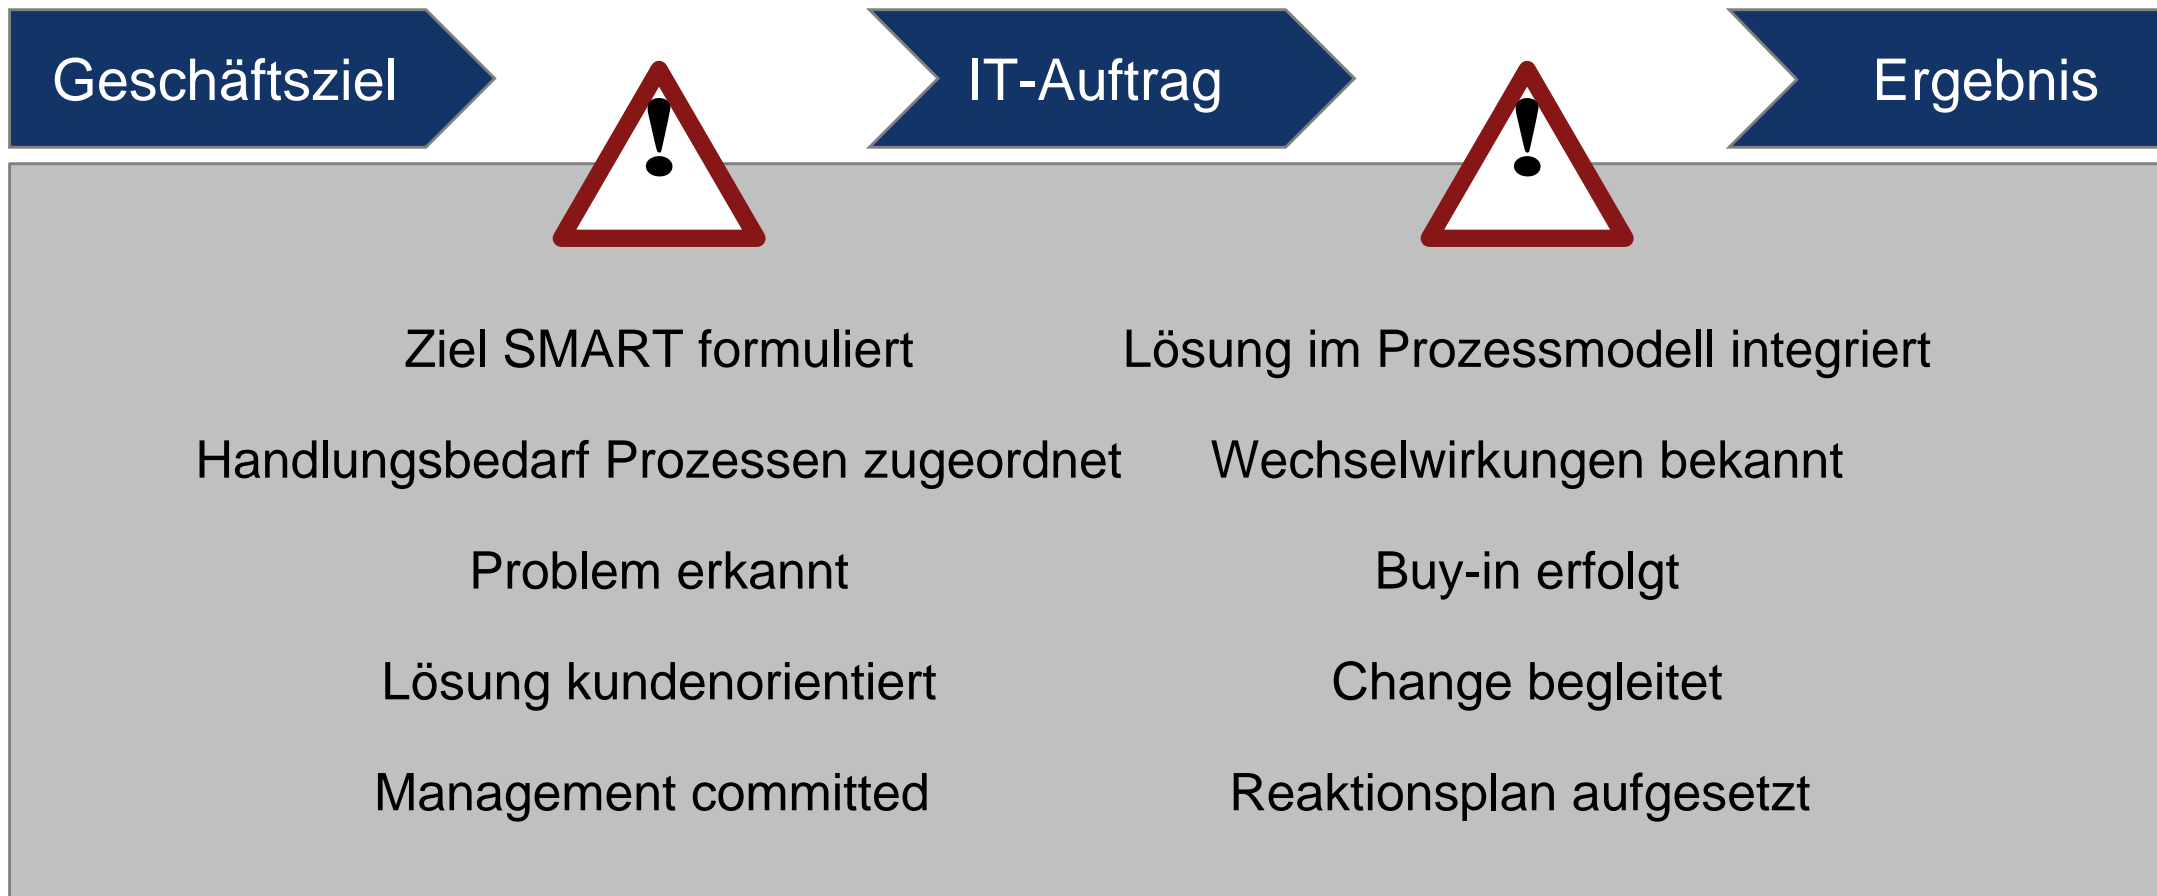 Geschäftsziel
IT-Auftrag
Ergebnis
!
!
Ziel SMART formuliert
Handlungsbedarf Prozessen zugeordnet
Problem erkannt
Lösung kundenorientiert
Management committed
Lösung im Prozessmodell integriert
Wechselwirkungen bekannt
Buy-in erfolgt
Change begleitet
Reaktionsplan aufgesetzt